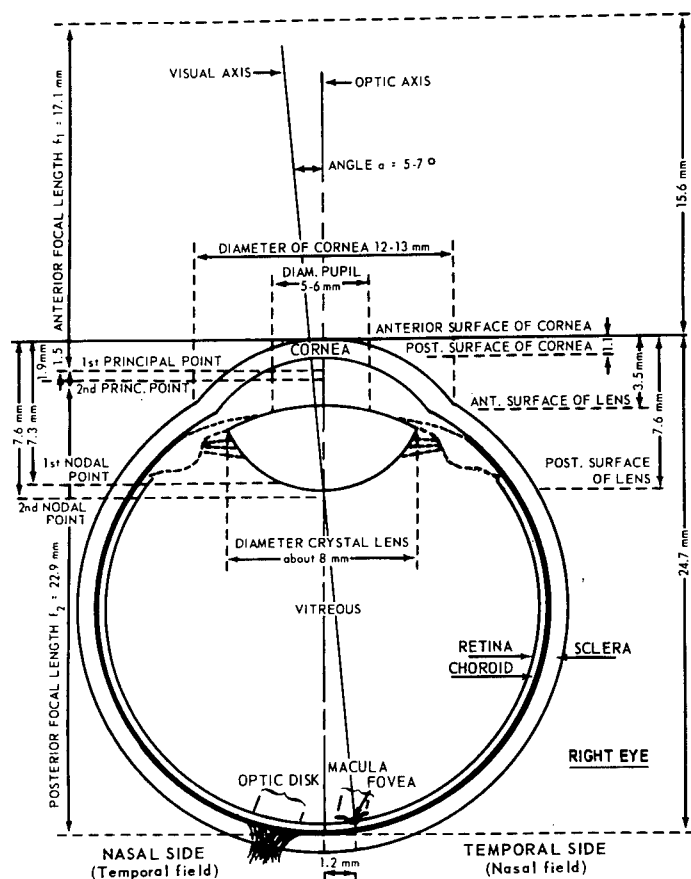 VISUAL AXIS
OPTIC AXIS
ANGLE α = 5-7°
ANTERIOR FOCAL LENGTH f1 = 17.1 mm
15.6 mm
DIAMETER OF CORNEA 12-13 mm
DIAM. PUPIL
5-6 mm
ANTERIOR SURFACE OF CORNEA
CORNEA
POST. SURFACE OF CORNEA
1.1
1.9mm
1.5
1st PRINCIPAL POINT
2nd PRINC. POINT
3.5 mm
ANT. SURFACE OF LENS
7.6 mm
7.3 mm
7.6 mm
1st NODAL
POINT
POST. SURFACE
OF LENS
2nd NODAL
POINT
DIAMETER CRYSTAL LENS
about 8 mm
24.7 mm
POSTERIOR FOCAL LENGTH f2 = 22.9 mm
VITREOUS
RETINA
SCLERA
CHOROID
RIGHT EYE
MACULA
OPTIC DISK
FOVEA
NASAL SIDE
(Temporal field)
1.2 mm
TEMPORAL SIDE
(Nasal field)